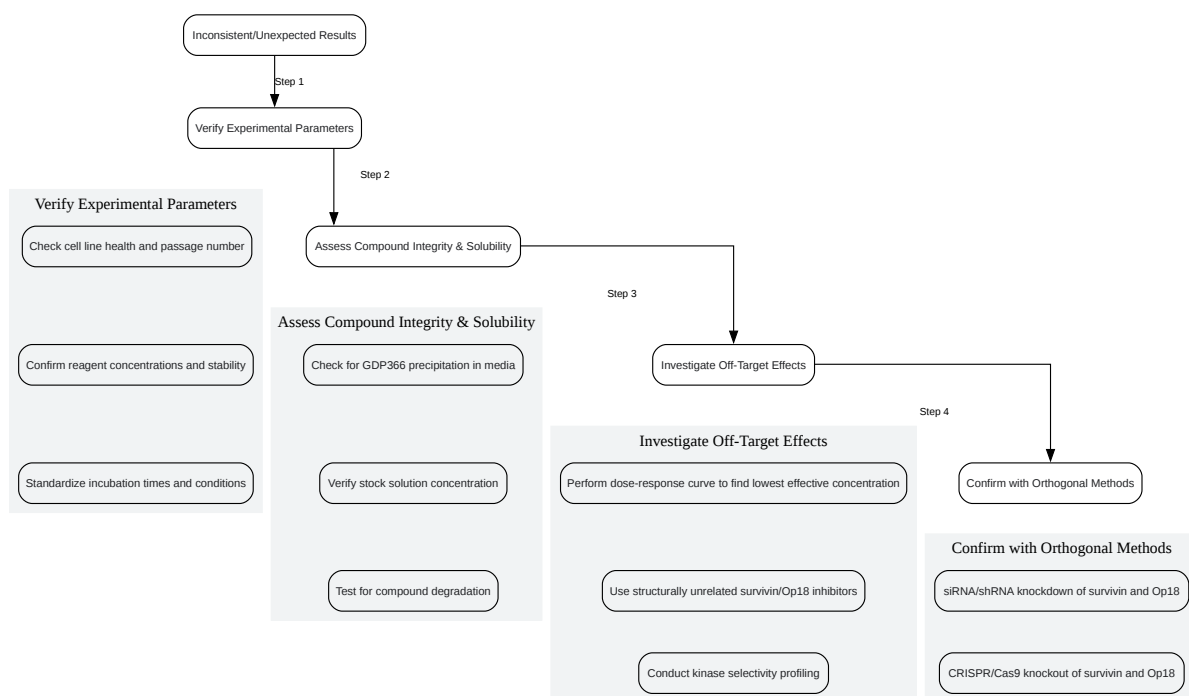 Inconsistent/Unexpected Results
Step 1
Verify Experimental Parameters
Step 2
Verify Experimental Parameters
Check cell line health and passage number
Confirm reagent concentrations and stability
Standardize incubation times and conditions
Assess Compound Integrity & Solubility
Step 3
Assess Compound Integrity & Solubility
Check for GDP366 precipitation in media
Verify stock solution concentration
Test for compound degradation
Investigate Off-Target Effects
Step 4
Investigate Off-Target Effects
Perform dose-response curve to find lowest effective concentration
Use structurally unrelated survivin/Op18 inhibitors
Conduct kinase selectivity profiling
Confirm with Orthogonal Methods
Confirm with Orthogonal Methods
siRNA/shRNA knockdown of survivin and Op18
CRISPR/Cas9 knockout of survivin and Op18